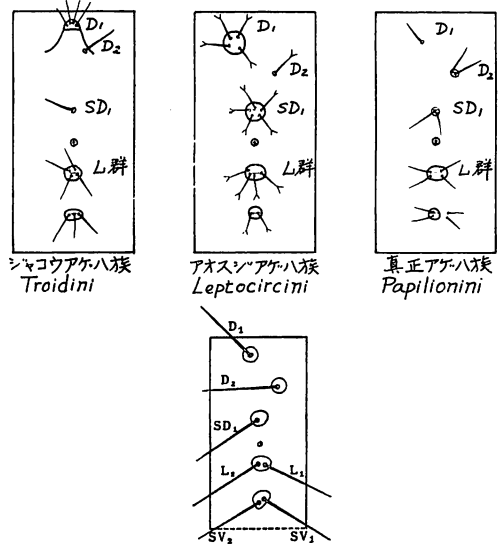 D1
D2
SD1
L群
ジャコウアゲハ族
Troidini
D1
D2
SD1
L群
アオスジアゲハ族
Leptocircini
D1
D2
SD1
L群
真正アゲハ族
Papilionini
D1
D2
SD1
L2 L1
SV2 SV1